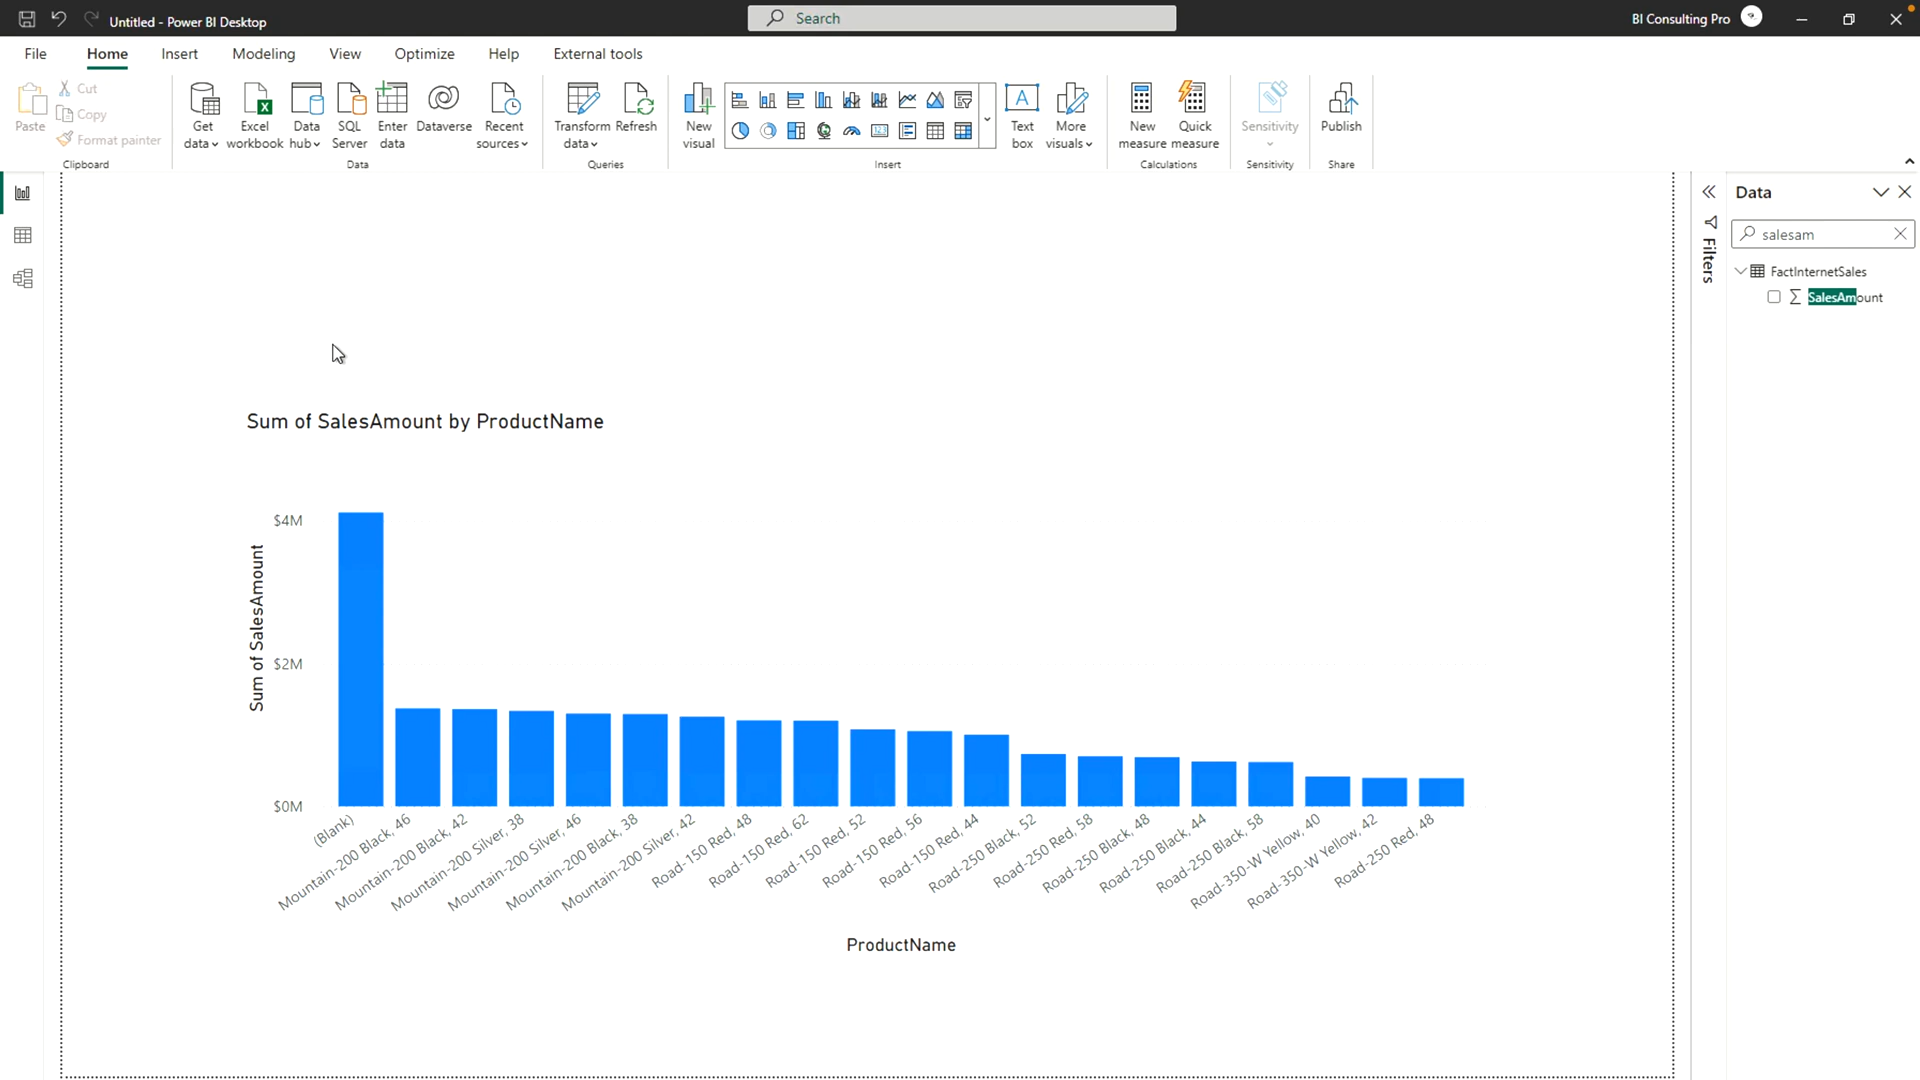 Untitled - Power BI Desktop
Search
BI Consulting Pro
File Home Insert Modeling View Optimize Help External tools
Paste
Cut
Copy
Format painter
Clipboard
Get data
Excel workbook
Data hub
SQL Server
Enter data
Dataverse
Recent sources
Data
Transform data
Refresh
Queries
New visual
123
A
Text box
More visuals
Insert
New measure
Quick measure
Calculations
Sensitivity
Sensitivity
Publish
Share
Filters
Data
salesam
FactInternetSales
SalesAmount
Sum of SalesAmount by ProductName
Sum of SalesAmount
$4M
$2M
$0M
(Blank)
Mountain-200 Black, 46
Mountain-200 Black, 42
Mountain-200 Silver, 38
Mountain-200 Silver, 46
Mountain-200 Black, 38
Mountain-200 Silver, 42
Road-150 Red, 48
Road-150 Red, 62
Road-150 Red, 52
Road-150 Red, 56
Road-150 Red, 44
Road-250 Black, 52
Road-250 Red, 58
Road-250 Black, 48
Road-250 Black, 44
Road-250 Black, 58
Road-350-W Yellow, 40
Road-350-W Yellow, 42
Road-250 Red, 48
ProductName